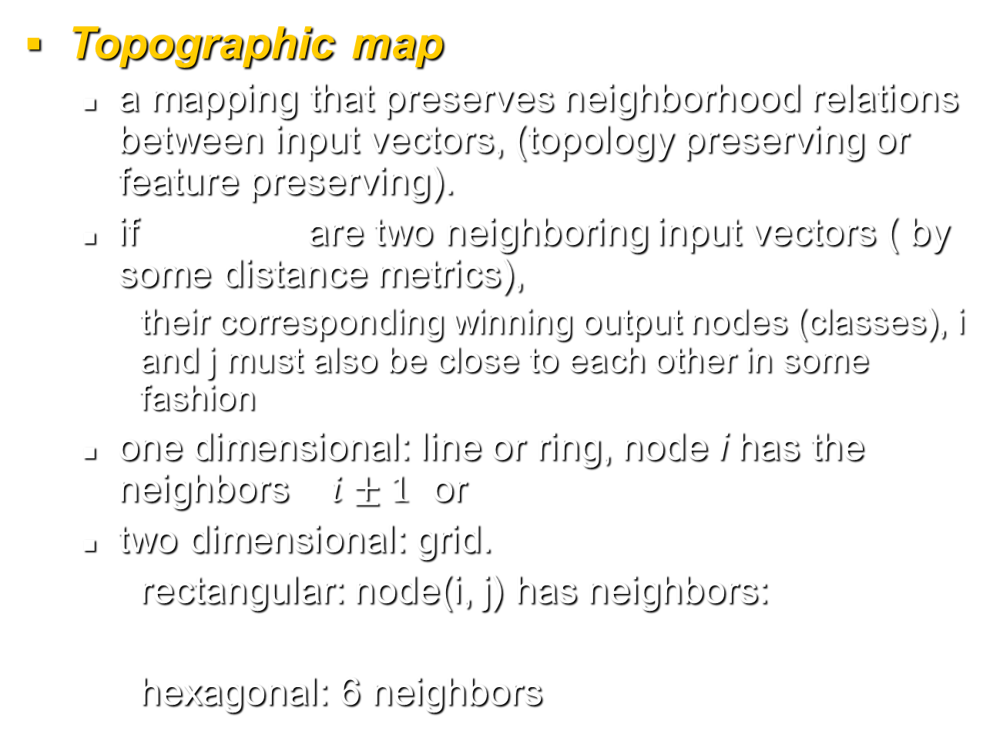 ▪ Topographic map
▪ a mapping that preserves neighborhood relations
between input vectors, (topology preserving or
feature preserving).
▪ if are two neighboring input vectors ( by
some distance metrics),
their corresponding winning output nodes (classes), i
and j must also be close to each other in some
fashion
▪ one dimensional: line or ring, node i has the
neighbors i ± 1 or
▪ two dimensional: grid.
rectangular: node(i, j) has neighbors:
hexagonal: 6 neighbors